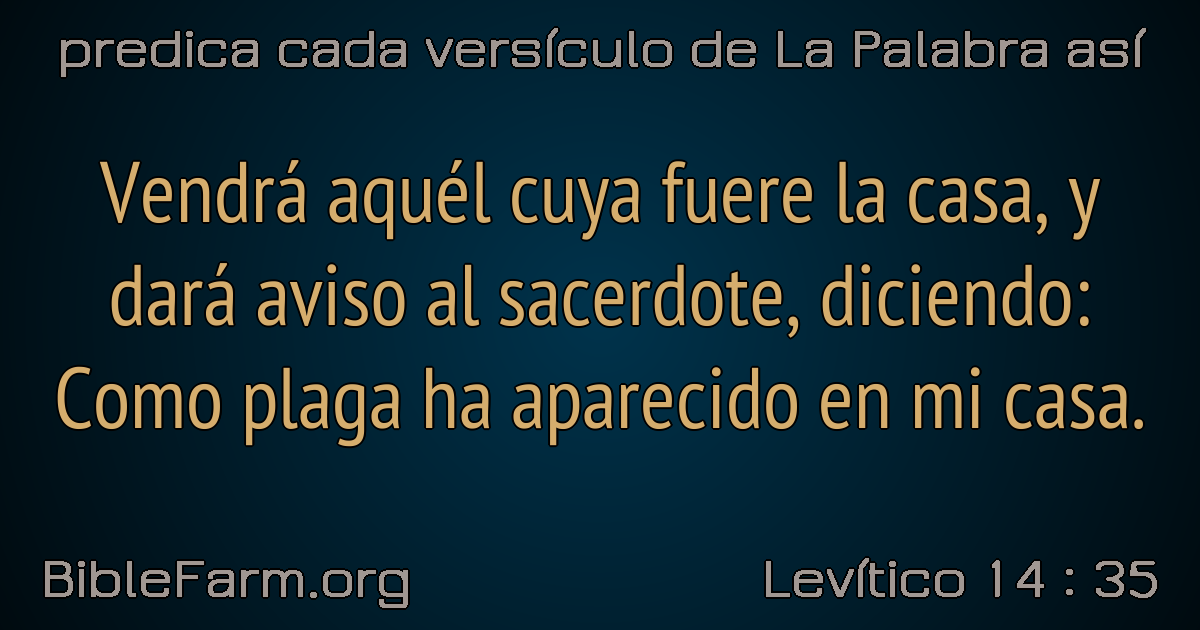 predica cada versículo de La Palabra así
Vendrá aquél cuya fuere la casa, y
dará aviso al sacerdote, diciendo:
Como plaga ha aparecido en mi casa.
BibleFarm.org
Levítico 14 : 35